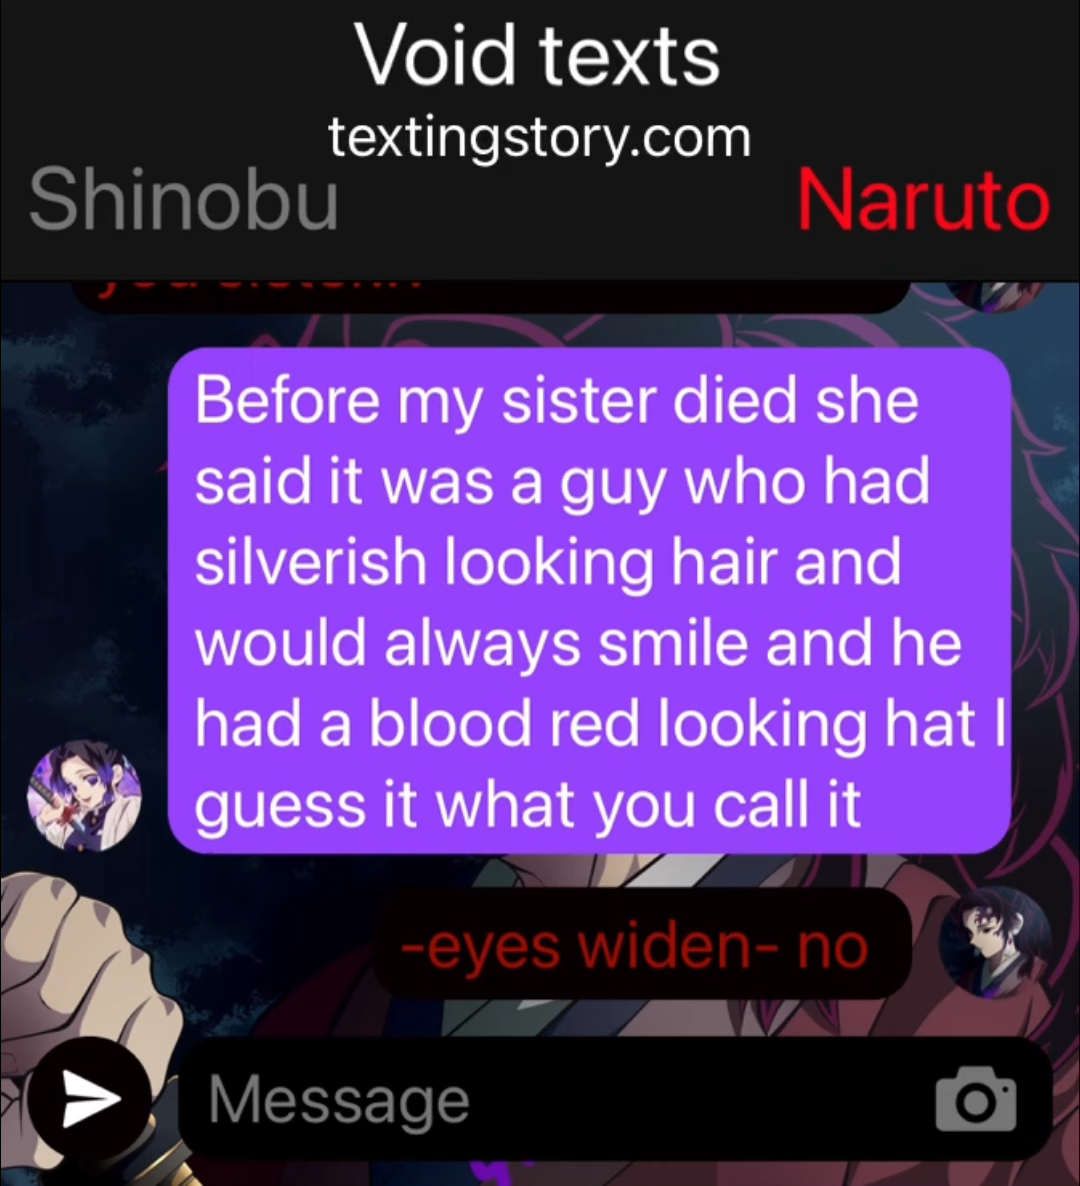 Void texts
textingstory.com
Shinobu
Naruto
Before my sister died she
said it was a guy who had
silverish looking hair and
would always smile and he
had a blood red looking hat I
guess it what you call it
-eyes widen- no
Message